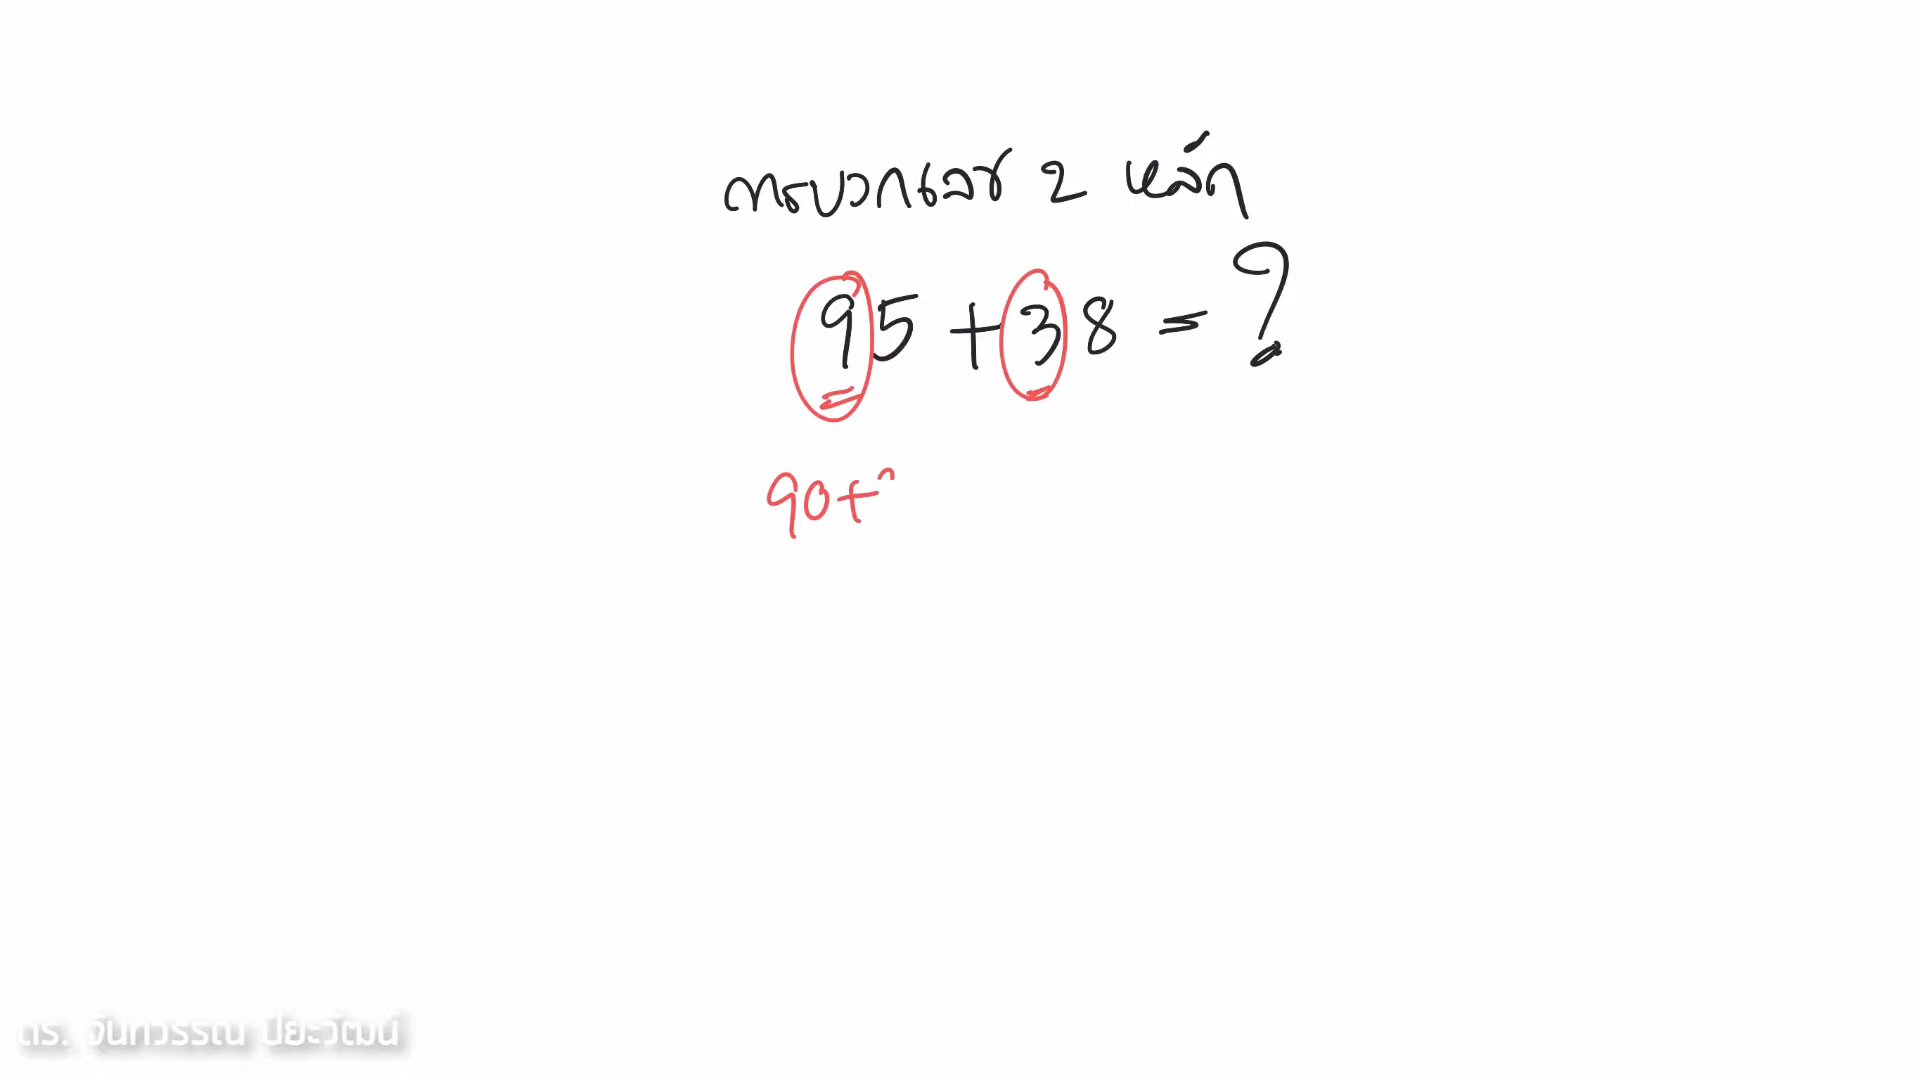 การบวกเลข 2 หลัก
95 + 38 = ?
90+
ดร. จันทวรรณ ปิยะวัฒน์